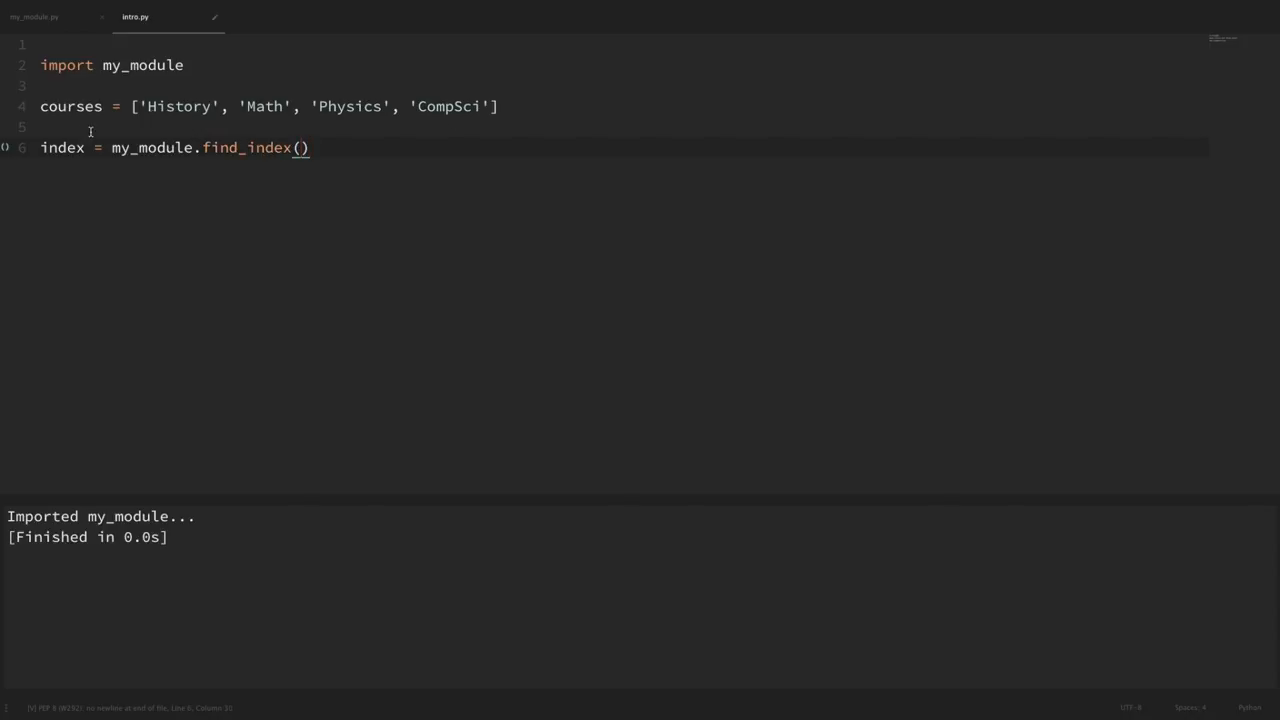 my_module.py × intro.py
1
2 import my_module
3
4 courses = ['History', 'Math', 'Physics', 'CompSci']
5
6 index = my_module.find_index()
Imported my_module...
[Finished in 0.0s]
[V] PEP 8 (W292): no newline at end of file, Line 6, Column 30 UTF-8 Spaces: 4 Python